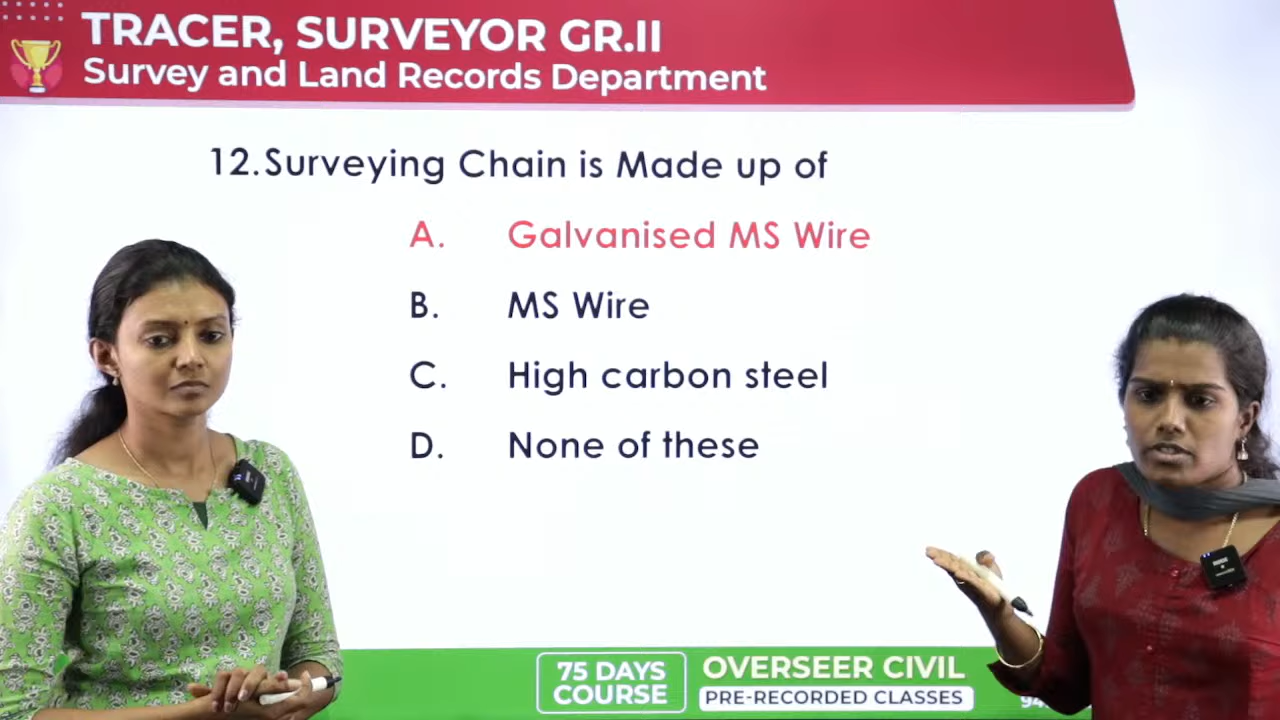 TRACER, SURVEYOR GR.II
Survey and Land Records Department
12.Surveying Chain is Made up of
A. Galvanised MS Wire
B. MS Wire
C. High carbon steel
D. None of these
75 DAYS
COURSE
OVERSEER CIVIL
PRE-RECORDED CLASSES